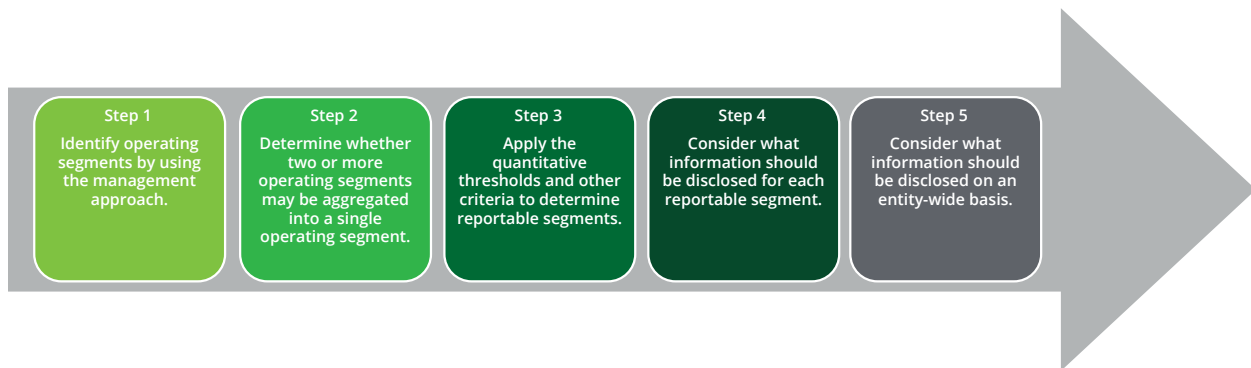 Step 1
Identify operating
segments by using
the management
approach.
Step 2
Determine whether
two or more
operating segments
may be aggregated
into a single
operating segment.
Step 3
Apply the
quantitative
thresholds and other
criteria to determine
reportable segments.
Step 4
Consider what
information should
be disclosed for each
reportable segment.
Step 5
Consider what
information should
be disclosed on an
entity-wide basis.